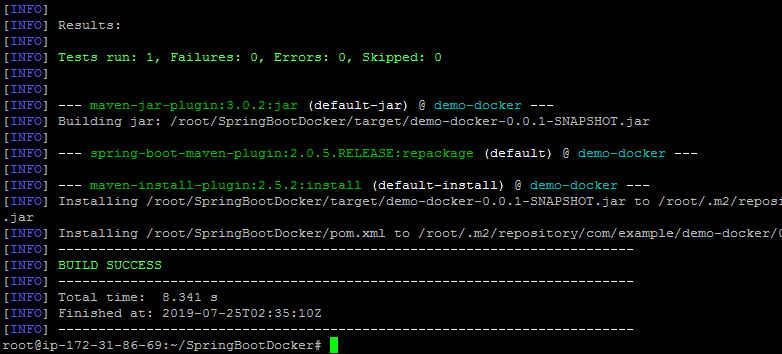 [INFO]
[INFO] Results:
[INFO]
[INFO] Tests run: 1, Failures: 0, Errors: 0, Skipped: 0
[INFO]
[INFO]
[INFO] --- maven-jar-plugin:3.0.2:jar (default-jar) @ demo-docker ---
[INFO] Building jar: /root/SpringBootDocker/target/demo-docker-0.0.1-SNAPSHOT.jar
[INFO]
[INFO] --- spring-boot-maven-plugin:2.0.5.RELEASE:repackage (default) @ demo-docker ---
[INFO]
[INFO] --- maven-install-plugin:2.5.2:install (default-install) @ demo-docker ---
[INFO] Installing /root/SpringBootDocker/target/demo-docker-0.0.1-SNAPSHOT.jar to /root/.m2/reposi
.jar
[INFO] Installing /root/SpringBootDocker/pom.xml to /root/.m2/repository/com/example/demo-docker/0
[INFO] ------------------------------------------------------------------------
[INFO] BUILD SUCCESS
[INFO] ------------------------------------------------------------------------
[INFO] Total time:  8.341 s
[INFO] Finished at: 2019-07-25T02:35:10Z
[INFO] ------------------------------------------------------------------------
root@ip-172-31-86-69:~/SpringBootDocker#